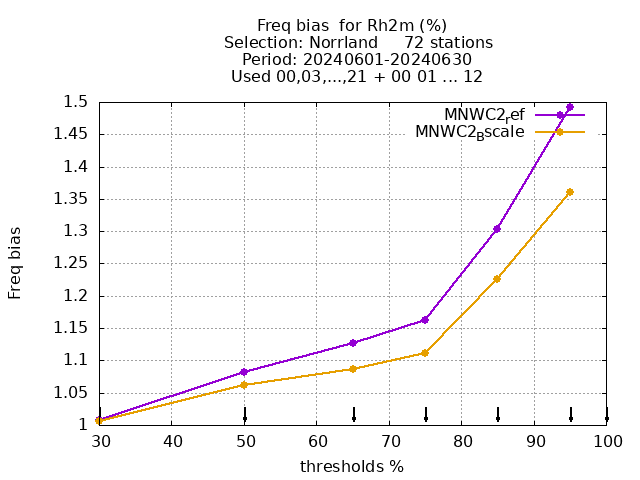 Freq bias  for Rh2m (%)
Selection: Norrland     72 stations
Period: 20240601-20240630
Used 00,03,...,21 + 00 01 ... 12
MNWC2ref
MNWC2Bscale
1.5
1.45
1.4
1.35
1.3
1.25
1.2
1.15
1.1
1.05
1
Freq bias
30 40 50 60 70 80 90 100
thresholds %